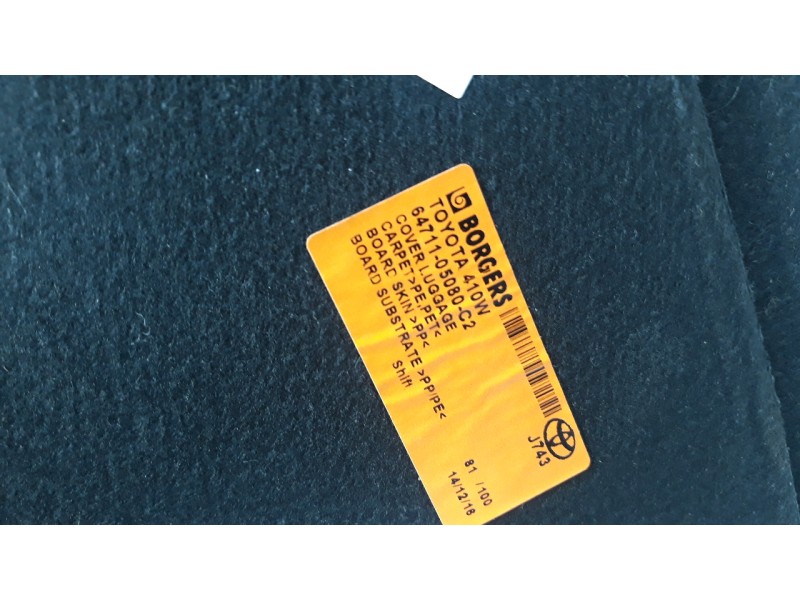 BORGERS
TOYOTA 410W
64711-05080-C2
COVER LUGGAGE
CARPET>PE,PET<
BOARD SKIN >PP<
BOARD SUBSTRATE >PP/PE<
Shift
J743
81 /100
14/12/18